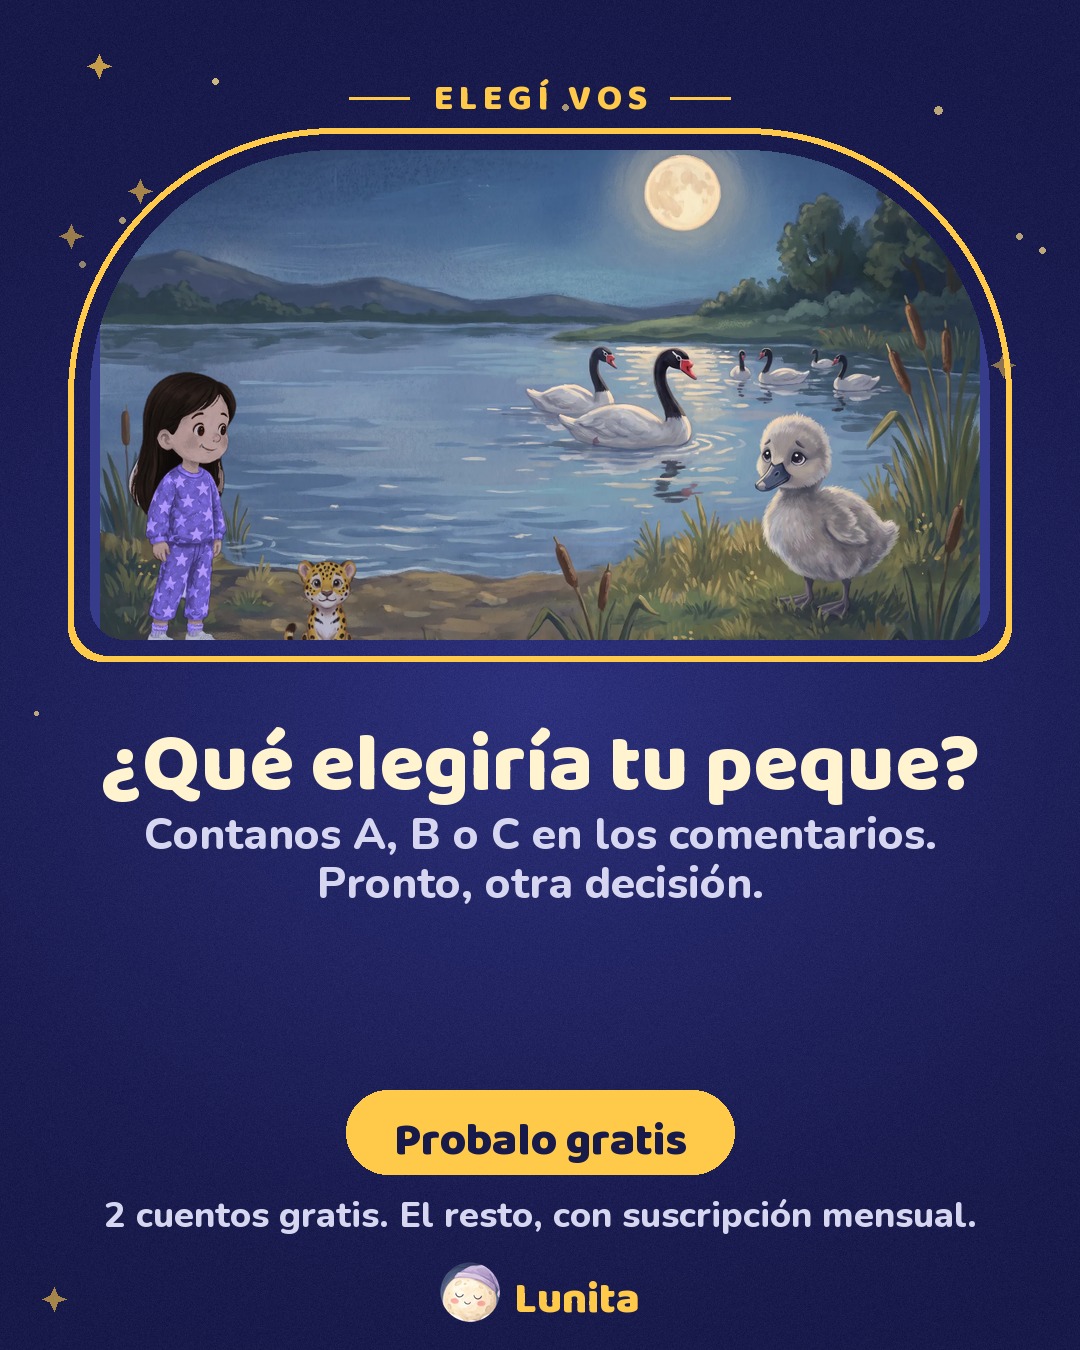 ELEGÍ VOS
¿Qué elegiría tu peque?
Contanos A, B o C en los comentarios.
Pronto, otra decisión.
Probalo gratis
2 cuentos gratis. El resto, con suscripción mensual.
Lunita